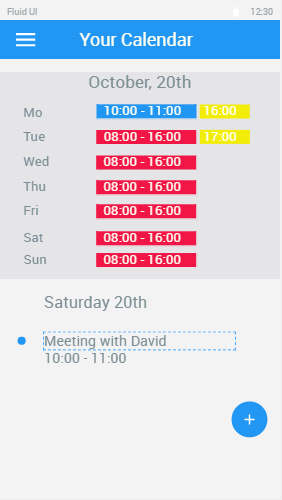 Fluid UI 12:30
Your Calendar
October, 20th
Mo 10:00 - 11:00 16:00
Tue 08:00 - 16:00 17:00
Wed 08:00 - 16:00
Thu 08:00 - 16:00
Fri 08:00 - 16:00
Sat 08:00 - 16:00
Sun 08:00 - 16:00
Saturday 20th
Meeting with David
10:00 - 11:00
+